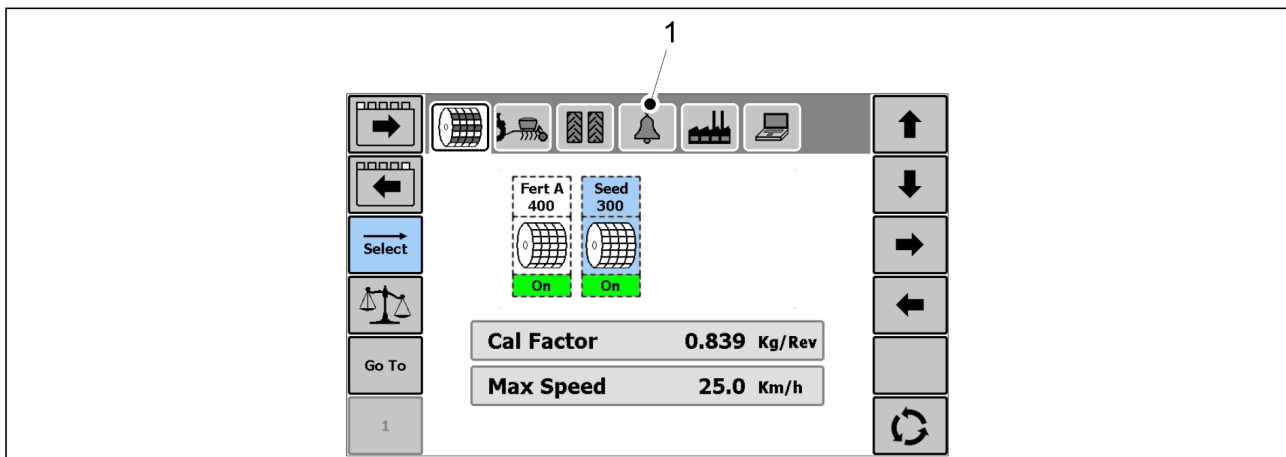 1
Fert A
400
Seed
300
Select
On
On
Cal Factor 0.839 Kg/Rev
Go To
Max Speed 25.0 Km/h
1